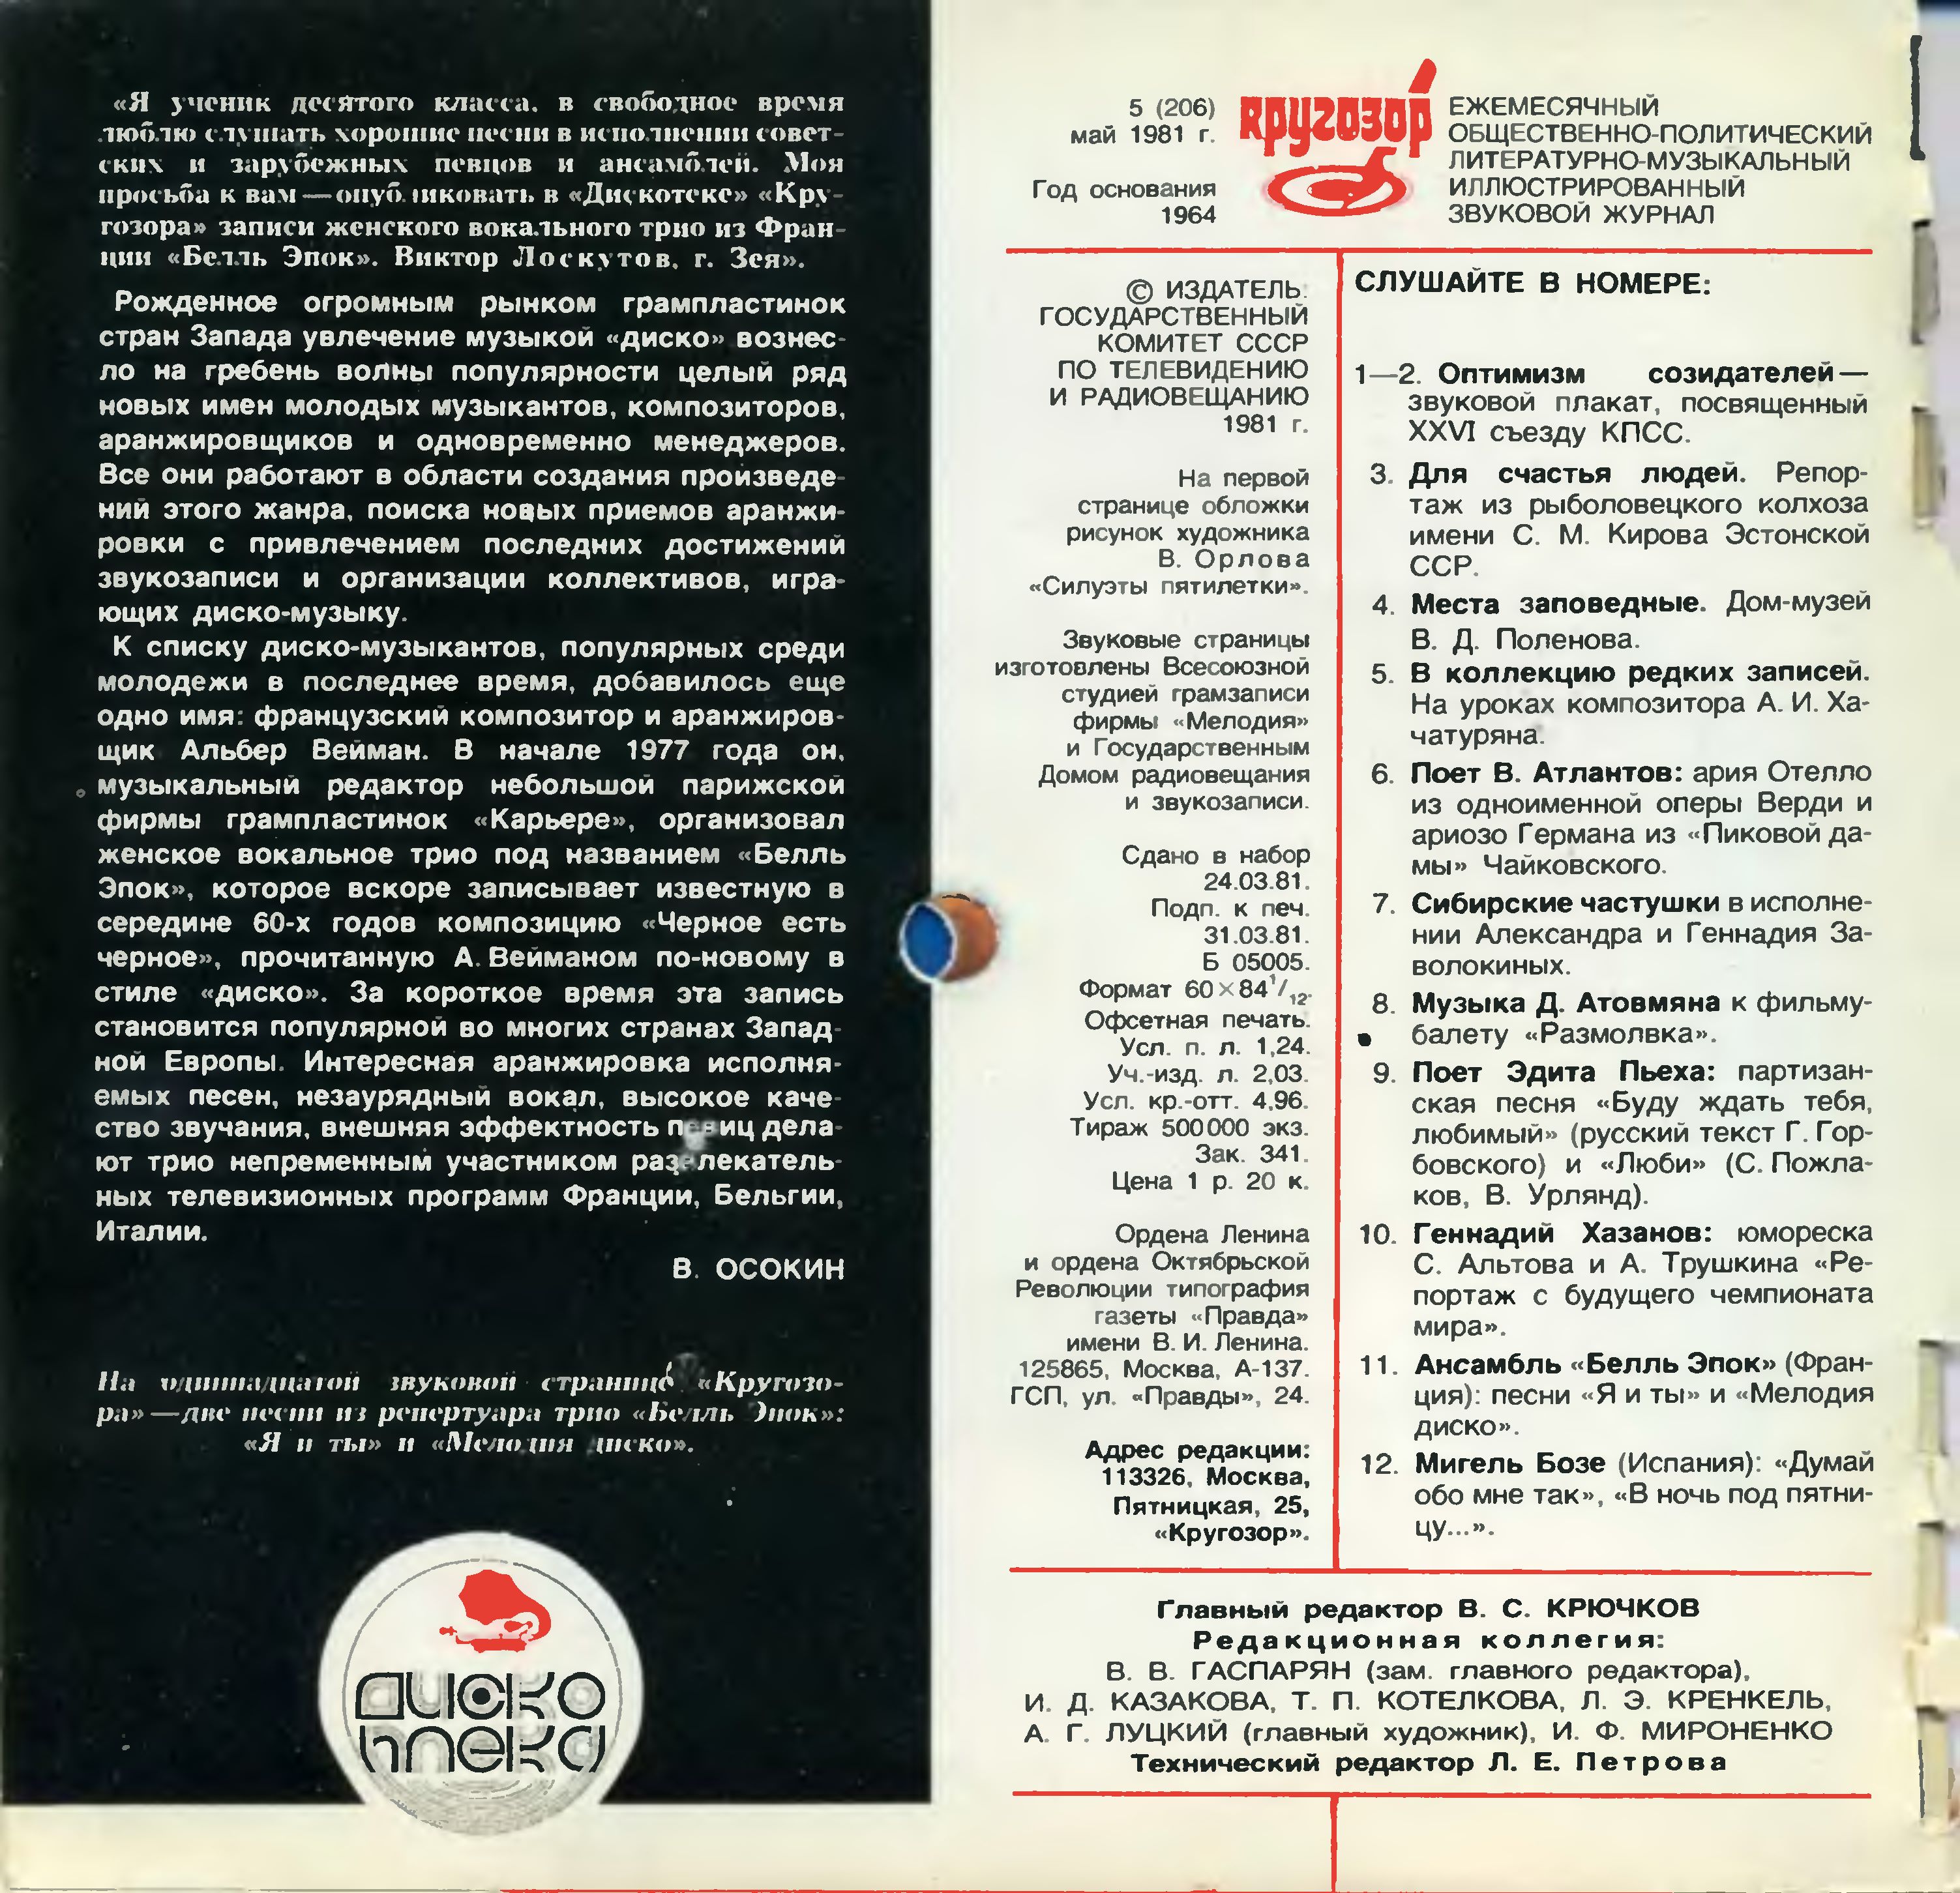 «Я ученик десятого класса, в свободное время
люблю слушать хорошие песни в исполнении совет-
ских и зарубежных певцов и ансамблей. Моя
просьба к вам — опубликовать в «Дискотеке» «Кру-
гозора» записи женского вокального трио из Фран-
ции «Белль Эпок». Виктор Лоскутов, г. Зея».
Рожденное огромным рынком грампластинок
стран Запада увлечение музыкой «диско» вознес-
ло на гребень волны популярности целый ряд
новых имен молодых музыкантов, композиторов,
аранжировщиков и одновременно менеджеров.
Все они работают в области создания произведе-
ний этого жанра, поиска новых приемов аранжи-
ровки с привлечением последних достижений
звукозаписи и организации коллективов, игра-
ющих диско-музыку.
К списку диско-музыкантов, популярных среди
молодежи в последнее время, добавилось еще
одно имя: французский композитор и аранжиров-
щик Альбер Вейман. В начале 1977 года он,
музыкальный редактор небольшой парижской
фирмы грампластинок «Карьере», организовал
женское вокальное трио под названием «Белль
Эпок», которое вскоре записывает известную в
середине 60-х годов композицию «Черное есть
черное», прочитанную А. Вейманом по-новому в
стиле «диско». За короткое время эта запись
становится популярной во многих странах Запад-
ной Европы. Интересная аранжировка исполня-
емых песен, незаурядный вокал, высокое каче-
ство звучания, внешняя эффектность певиц дела-
ют трио непременным участником развлекатель-
ных телевизионных программ Франции, Бельгии,
Италии.
В. ОСОКИН
На одиннадцатой звуковой странице «Кругозо-
ра» — две песни из репертуара трио «Белль Эпок»:
«Я и ты» и «Мелодия диско».
диско
тека
5 (206)
май 1981 г.
Год основания
1964
кругозор
ЕЖЕМЕСЯЧНЫЙ
ОБЩЕСТВЕННО-ПОЛИТИЧЕСКИЙ
ЛИТЕРАТУРНО-МУЗЫКАЛЬНЫЙ
ИЛЛЮСТРИРОВАННЫЙ
ЗВУКОВОЙ ЖУРНАЛ
© ИЗДАТЕЛЬ:
ГОСУДАРСТВЕННЫЙ
КОМИТЕТ СССР
ПО ТЕЛЕВИДЕНИЮ
И РАДИОВЕЩАНИЮ
1981 г.
На первой
странице обложки
рисунок художника
В. Орлова
«Силуэты пятилетки».
Звуковые страницы
изготовлены Всесоюзной
студией грамзаписи
фирмы «Мелодия»
и Государственным
Домом радиовещания
и звукозаписи.
Сдано в набор
24.03.81.
Подп. к печ.
31.03.81.
Б 05005.
Формат 60×84 1/12.
Офсетная печать.
Усл. п. л. 1,24.
Уч.-изд. л. 2,03.
Усл. кр.-отт. 4,96.
Тираж 500 000 экз.
Зак. 341.
Цена 1 р. 20 к.
Ордена Ленина
и ордена Октябрьской
Революции типография
газеты «Правда»
имени В. И. Ленина.
125865, Москва, А-137.
ГСП, ул. «Правды», 24.
Адрес редакции:
113326, Москва,
Пятницкая, 25,
«Кругозор».
СЛУШАЙТЕ В НОМЕРЕ:
1—2. Оптимизм созидателей —
звуковой плакат, посвященный
XXVI съезду КПСС.
3. Для счастья людей. Репор-
таж из рыболовецкого колхоза
имени С. М. Кирова Эстонской
ССР.
4. Места заповедные. Дом-музей
В. Д. Поленова.
5. В коллекцию редких записей.
На уроках композитора А. И. Ха-
чатуряна.
6. Поет В. Атлантов: ария Отелло
из одноименной оперы Верди и
ариозо Германа из «Пиковой да-
мы» Чайковского.
7. Сибирские частушки в исполне-
нии Александра и Геннадия За-
волокиных.
8. Музыка Д. Атовмяна к фильму-
балету «Размолвка».
9. Поет Эдита Пьеха: партизан-
ская песня «Буду ждать тебя,
любимый» (русский текст Г. Гор-
бовского) и «Люби» (С. Пожла-
ков, В. Урлянд).
10. Геннадий Хазанов: юмореска
С. Альтова и А. Трушкина «Ре-
портаж с будущего чемпионата
мира».
11. Ансамбль «Белль Эпок» (Фран-
ция): песни «Я и ты» и «Мелодия
диско».
12. Мигель Бозе (Испания): «Думай
обо мне так», «В ночь под пятни-
цу...».
Главный редактор В. С. КРЮЧКОВ
Редакционная коллегия:
В. В. ГАСПАРЯН (зам. главного редактора),
И. Д. КАЗАКОВА, Т. П. КОТЕЛКОВА, Л. Э. КРЕНКЕЛЬ,
А. Г. ЛУЦКИЙ (главный художник), И. Ф. МИРОНЕНКО
Технический редактор Л. Е. Петрова